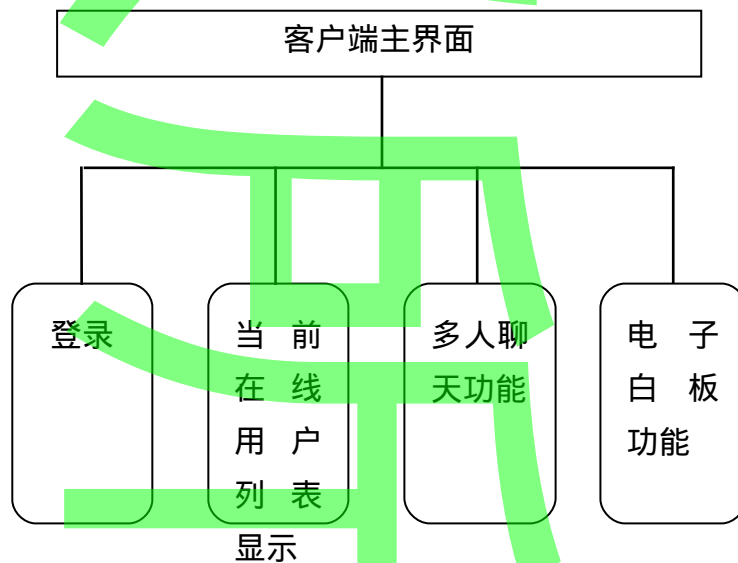 客户端主界面
登录
当前
在线
用户
列表
显示
多人聊
天功能
电子
白板
功能